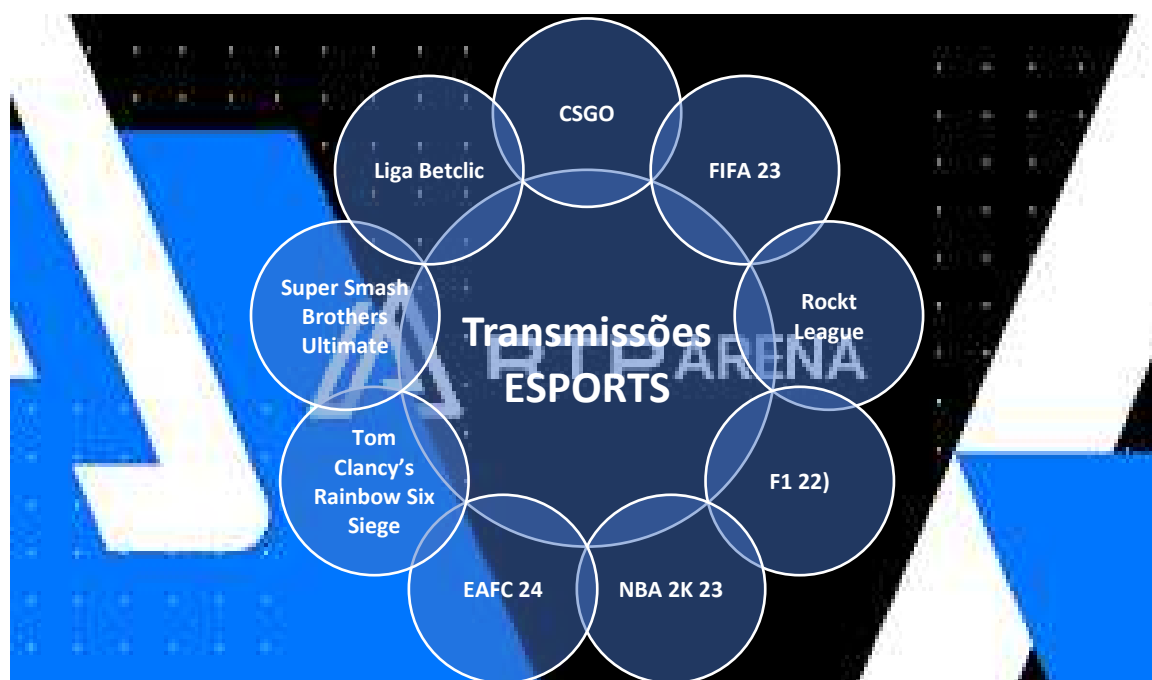 CSGO
FIFA 23
Rockt
League
F1 22)
NBA 2K 23
EAFC 24
Tom
Clancy’s
Rainbow Six
Siege
Super Smash
Brothers
Ultimate
Liga Betclic
Transmissões
ESPORTS
RTP ARENA